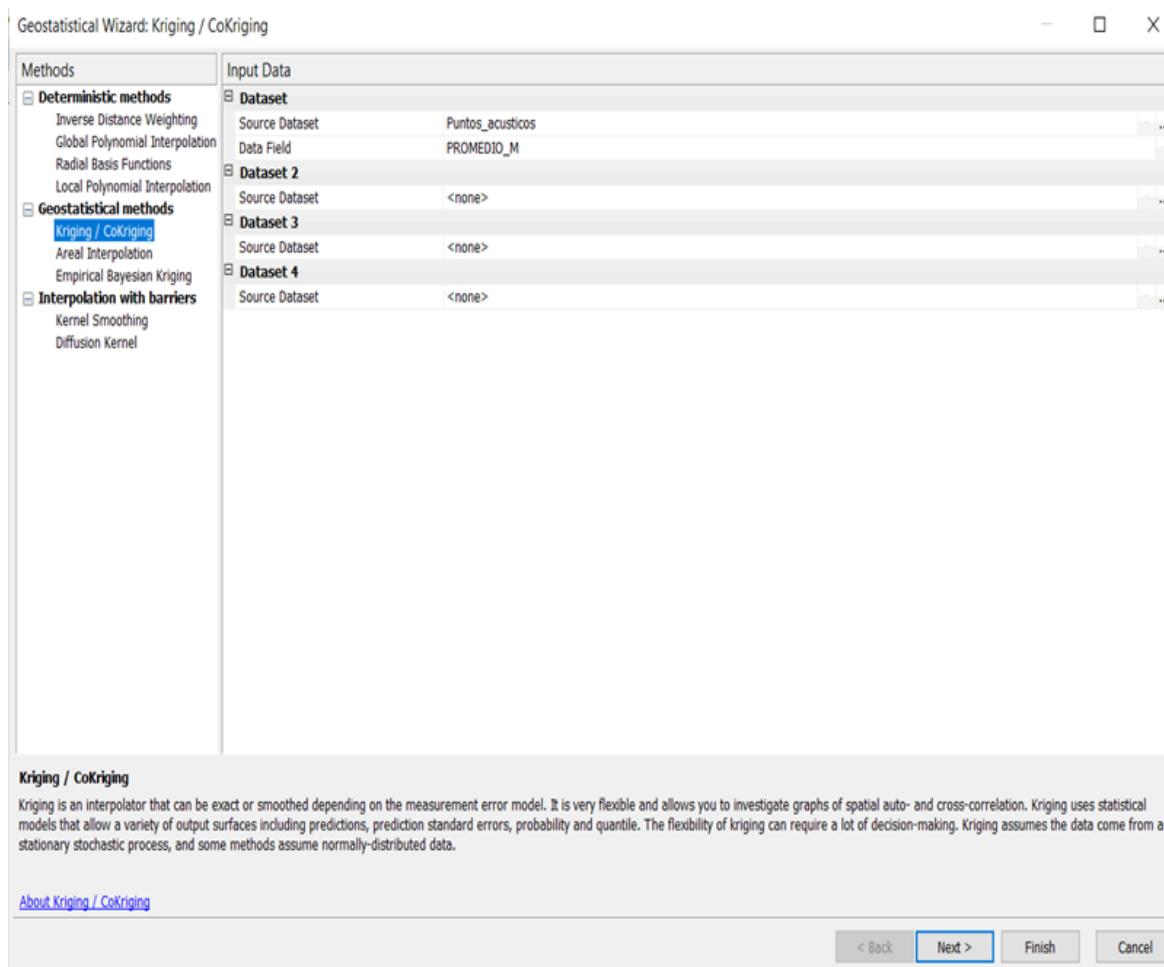 Geostatistical Wizard: Kriging / CoKriging
Methods
Deterministic methods
Inverse Distance Weighting
Global Polynomial Interpolation
Radial Basis Functions
Local Polynomial Interpolation
Geostatistical methods
Kriging / CoKriging
Areal Interpolation
Empirical Bayesian Kriging
Interpolation with barriers
Kernel Smoothing
Diffusion Kernel
Input Data
Dataset
Source Dataset Puntos_acusticos
Data Field PROMEDIO_M
Dataset 2
Source Dataset <none>
Dataset 3
Source Dataset <none>
Dataset 4
Source Dataset <none>
Kriging / CoKriging
Kriging is an interpolator that can be exact or smoothed depending on the measurement error model. It is very flexible and allows you to investigate graphs of spatial auto- and cross-correlation. Kriging uses statistical
models that allow a variety of output surfaces including predictions, prediction standard errors, probability and quantile. The flexibility of kriging can require a lot of decision-making. Kriging assumes the data come from a
stationary stochastic process, and some methods assume normally-distributed data.
About Kriging / CoKriging
< Back Next > Finish Cancel